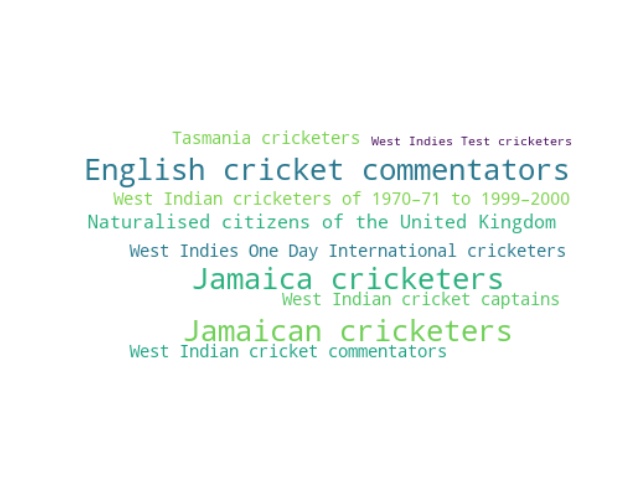 Tasmania cricketers West Indies Test cricketers
English cricket commentators
West Indian cricketers of 1970–71 to 1999–2000
Naturalised citizens of the United Kingdom
West Indies One Day International cricketers
Jamaica cricketers
West Indian cricket captains
Jamaican cricketers
West Indian cricket commentators